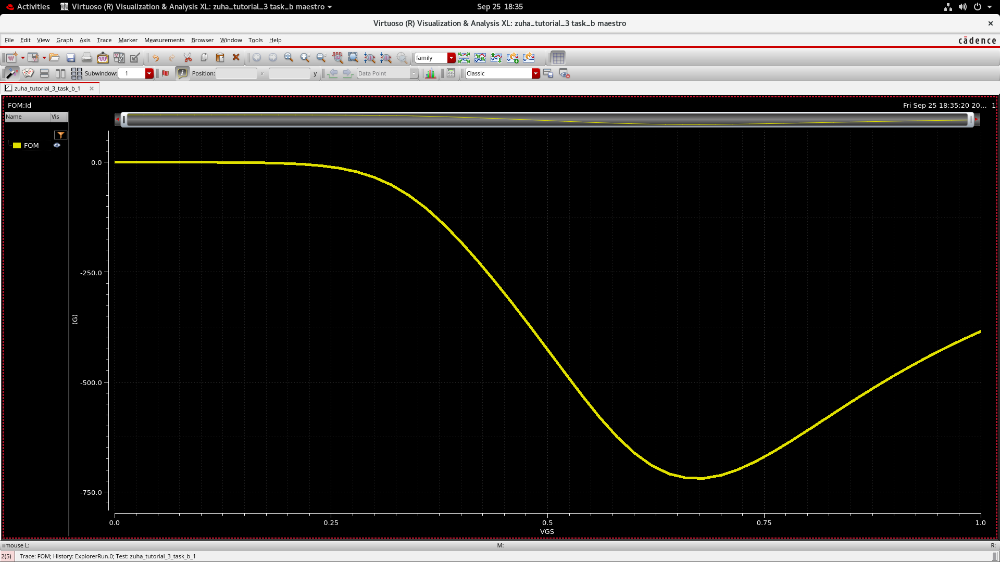 Activities Virtuoso (R) Visualization & Analysis XL: zuha_tutorial_3 task_b maestro Sep 25 18:35
Virtuoso (R) Visualization & Analysis XL: zuha_tutorial_3 task_b maestro
File Edit View Graph Axis Trace Marker Measurements Browser Window Tools Help cādence
family
Subwindow: 1 Position: x y Data Point Classic
zuha_tutorial_3_task_b_1
FOM:Id Fri Sep 25 18:35:20 20... 1
Name Vis
FOM
0.0
-250.0
(G)
-500.0
-750.0
0.0 0.25 0.5 0.75 1.0
VGS
mouse L: M: R:
2(5) Trace: FOM; History: ExplorerRun.0; Test: zuha_tutorial_3_task_b_1